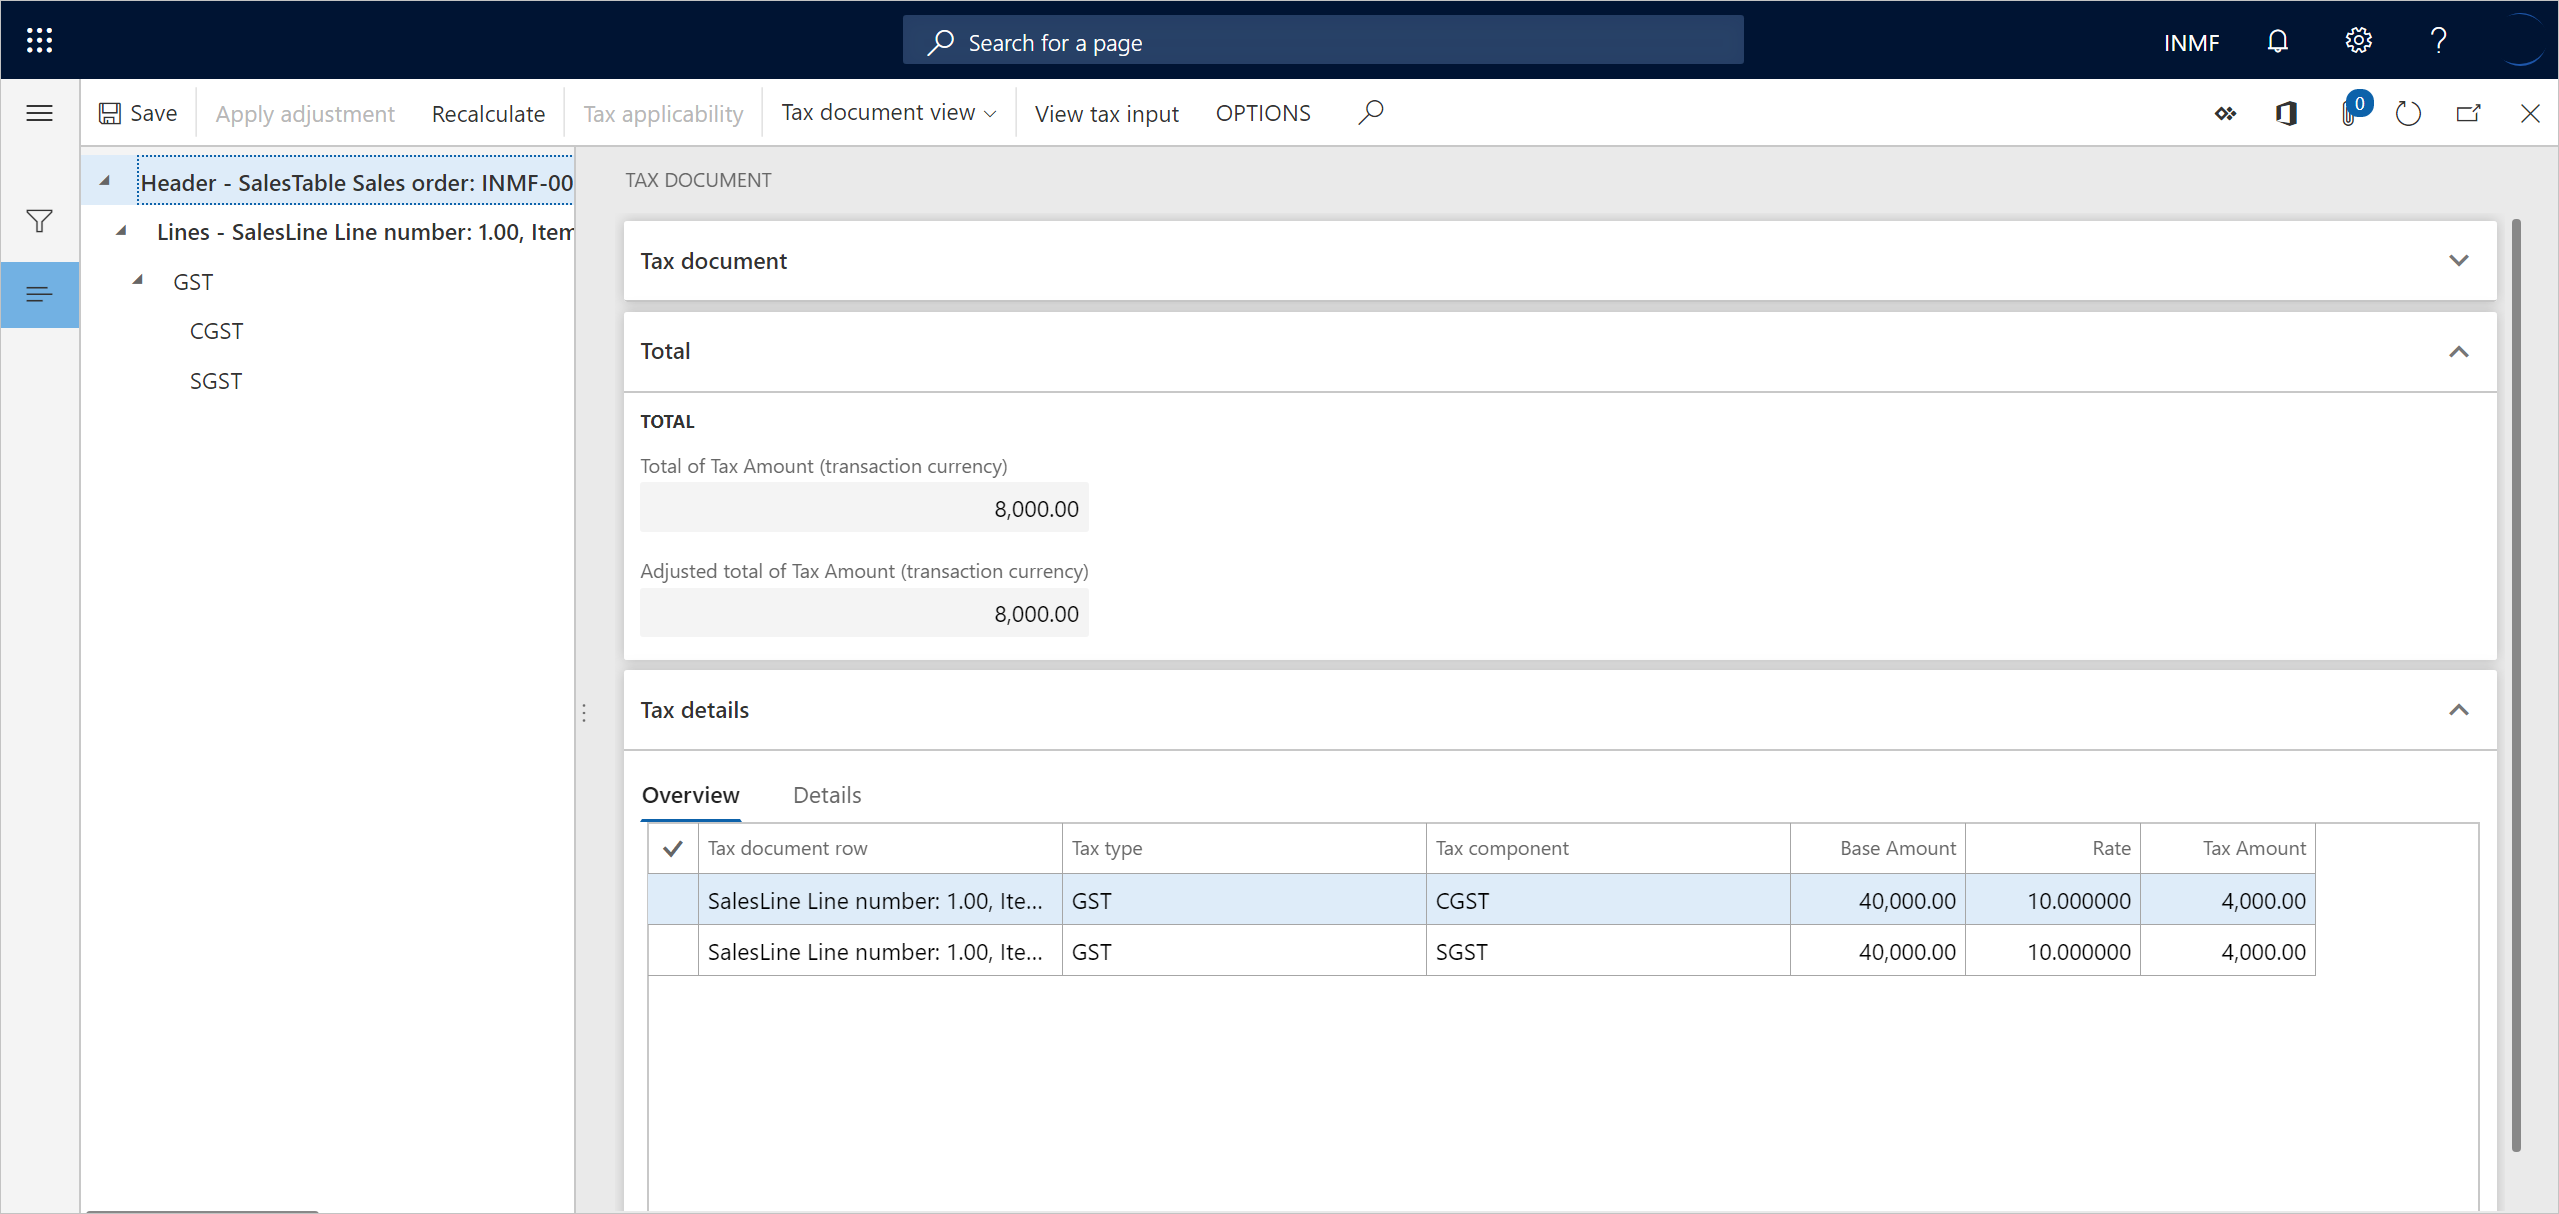 Search for a page
INMF
?
Save
Apply adjustment
Recalculate
Tax applicability
Tax document view
View tax input
OPTIONS
0
Header - SalesTable Sales order: INMF-00
Lines - SalesLine Line number: 1.00, Item
GST
CGST
SGST
TAX DOCUMENT
Tax document
Total
TOTAL
Total of Tax Amount (transaction currency)
8,000.00
Adjusted total of Tax Amount (transaction currency)
8,000.00
Tax details
Overview Details
Tax document row Tax type Tax component Base Amount Rate Tax Amount
SalesLine Line number: 1.00, Ite... GST CGST 40,000.00 10.000000 4,000.00
SalesLine Line number: 1.00, Ite... GST SGST 40,000.00 10.000000 4,000.00